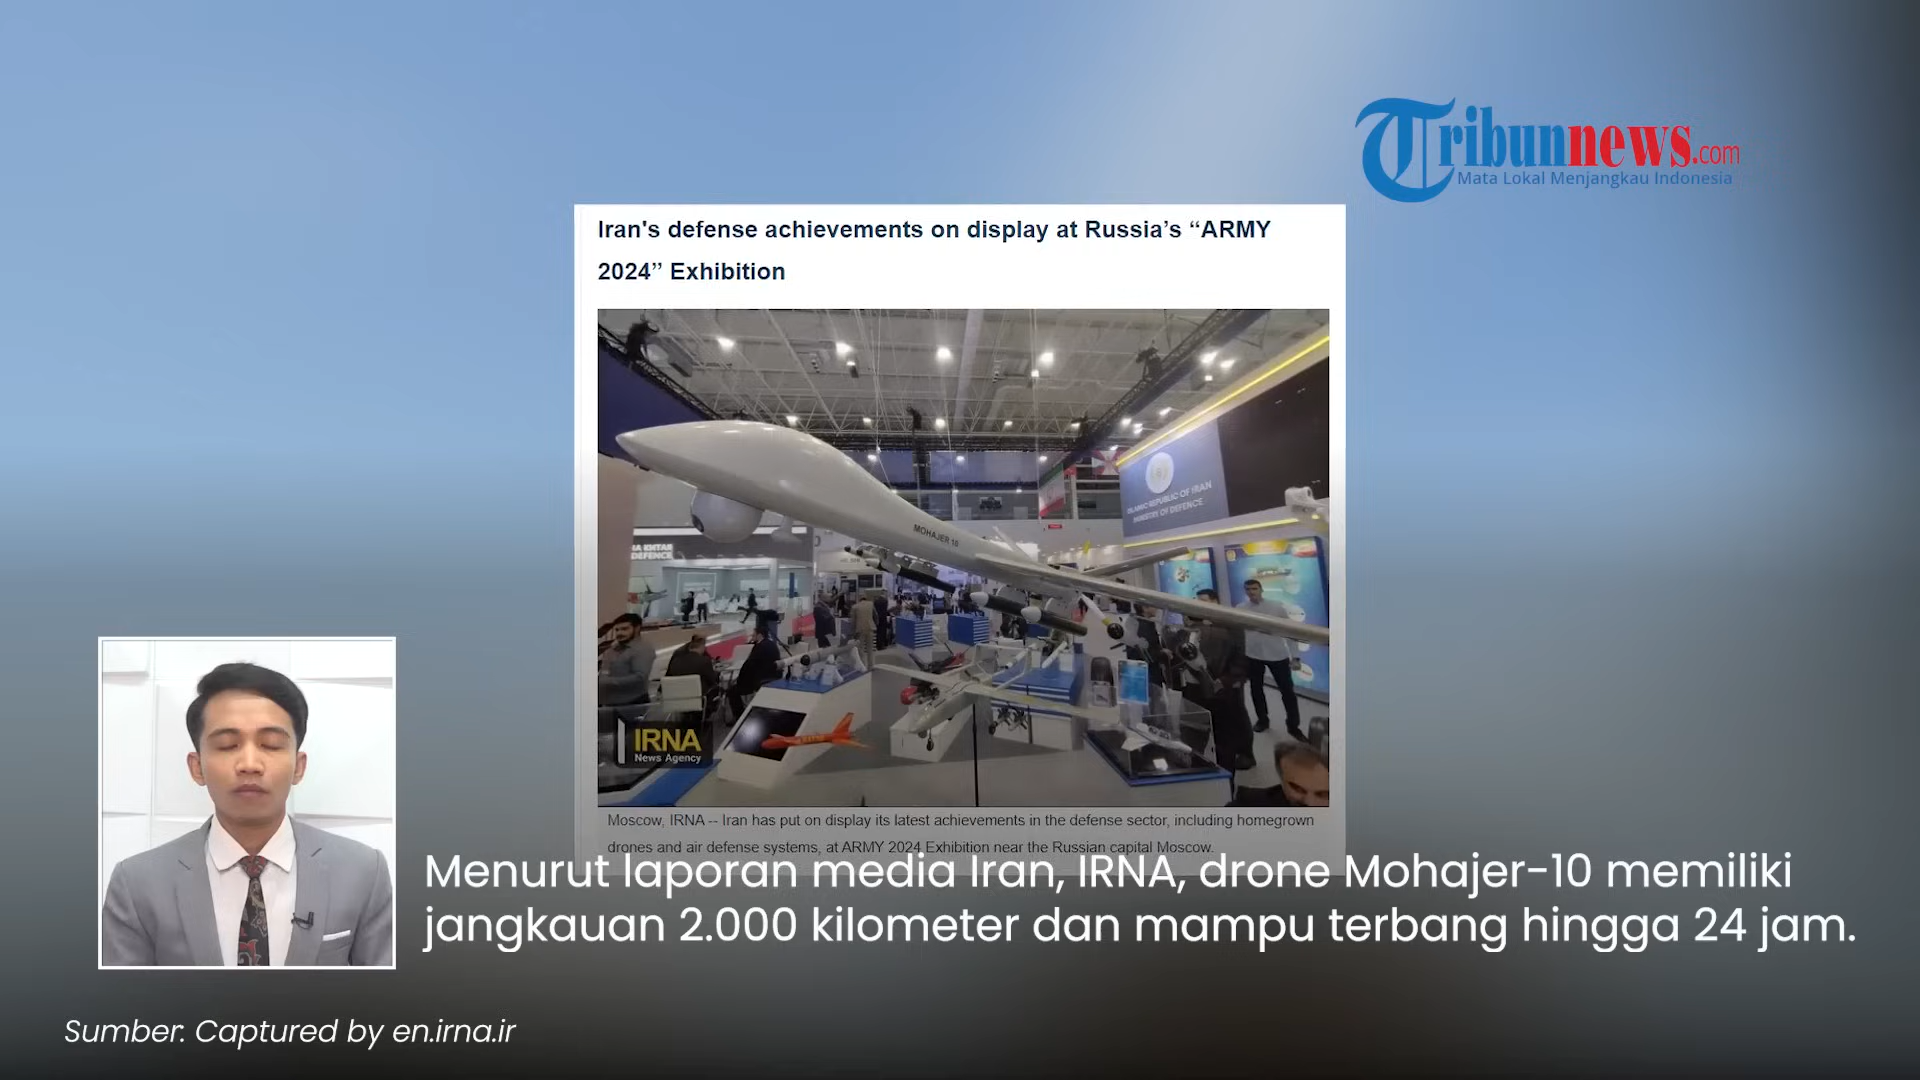 Tribunnews.com
Mata Lokal Menjangkau Indonesia
Iran's defense achievements on display at Russia’s “ARMY
2024” Exhibition
ISLAMIC REPUBLIC OF IRAN
MINISTRY OF DEFENCE
MOHAJER 10
DEFENCE
IRNA
News Agency
Moscow, IRNA -- Iran has put on display its latest achievements in the defense sector, including homegrown
drones and air defense systems, at ARMY 2024 Exhibition near the Russian capital Moscow.
Menurut laporan media Iran, IRNA, drone Mohajer-10 memiliki
jangkauan 2.000 kilometer dan mampu terbang hingga 24 jam.
Sumber: Captured by en.irna.ir